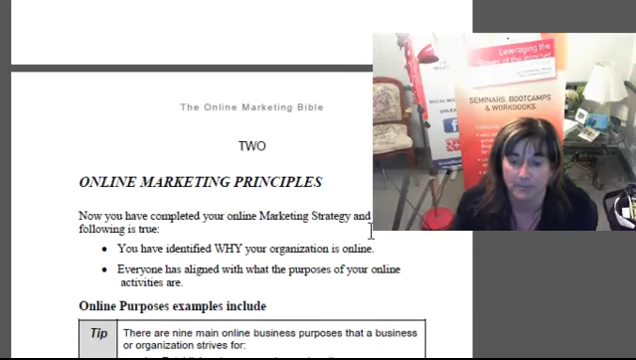 The Online Marketing Bible
TWO
ONLINE MARKETING PRINCIPLES
Now you have completed your online Marketing Strategy and
following is true:
• You have identified WHY your organization is online.
• Everyone has aligned with what the purposes of your online
activities are.
Online Purposes examples include
Tip
There are nine main online business purposes that a business
or organization strives for:
Leveraging the
SEMINARS, BOOTCAMPS
& WORKBOOKS